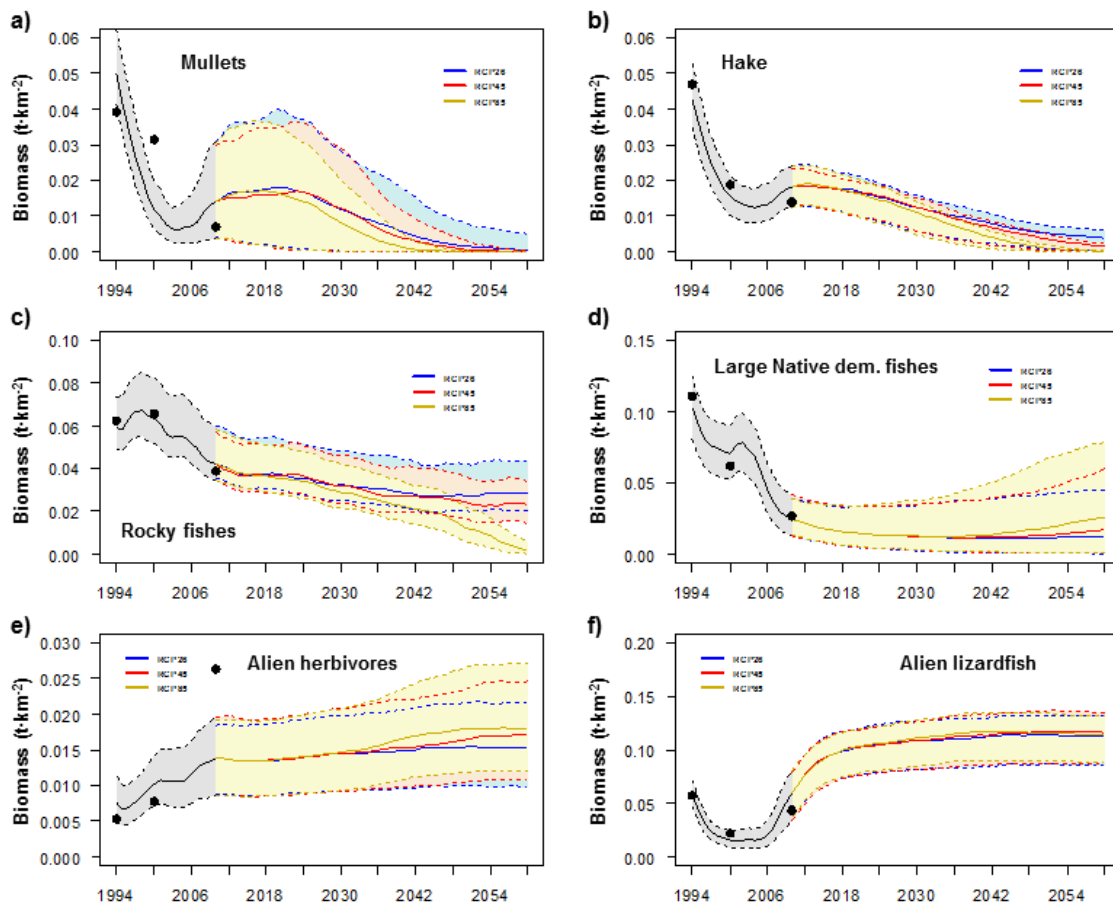 a)
Mullets
RCP26
RCP45
RCP85
Biomass (t·km-2)
0.06
0.05
0.04
0.03
0.02
0.01
0.00
1994 2006 2018 2030 2042 2054
b)
Hake
RCP26
RCP45
RCP85
Biomass (t·km-2)
0.06
0.05
0.04
0.03
0.02
0.01
0.00
1994 2006 2018 2030 2042 2054
c)
Rocky fishes
RCP26
RCP45
RCP85
Biomass (t·km-2)
0.10
0.08
0.06
0.04
0.02
0.00
1994 2006 2018 2030 2042 2054
d)
Large Native dem. fishes
RCP26
RCP45
RCP85
Biomass (t·km-2)
0.15
0.10
0.05
0.00
1994 2006 2018 2030 2042 2054
e)
Alien herbivores
RCP26
RCP45
RCP85
Biomass (t·km-2)
0.030
0.025
0.020
0.015
0.010
0.005
0.000
1994 2006 2018 2030 2042 2054
f)
Alien lizardfish
RCP26
RCP45
RCP85
Biomass (t·km-2)
0.20
0.15
0.10
0.05
0.00
1994 2006 2018 2030 2042 2054